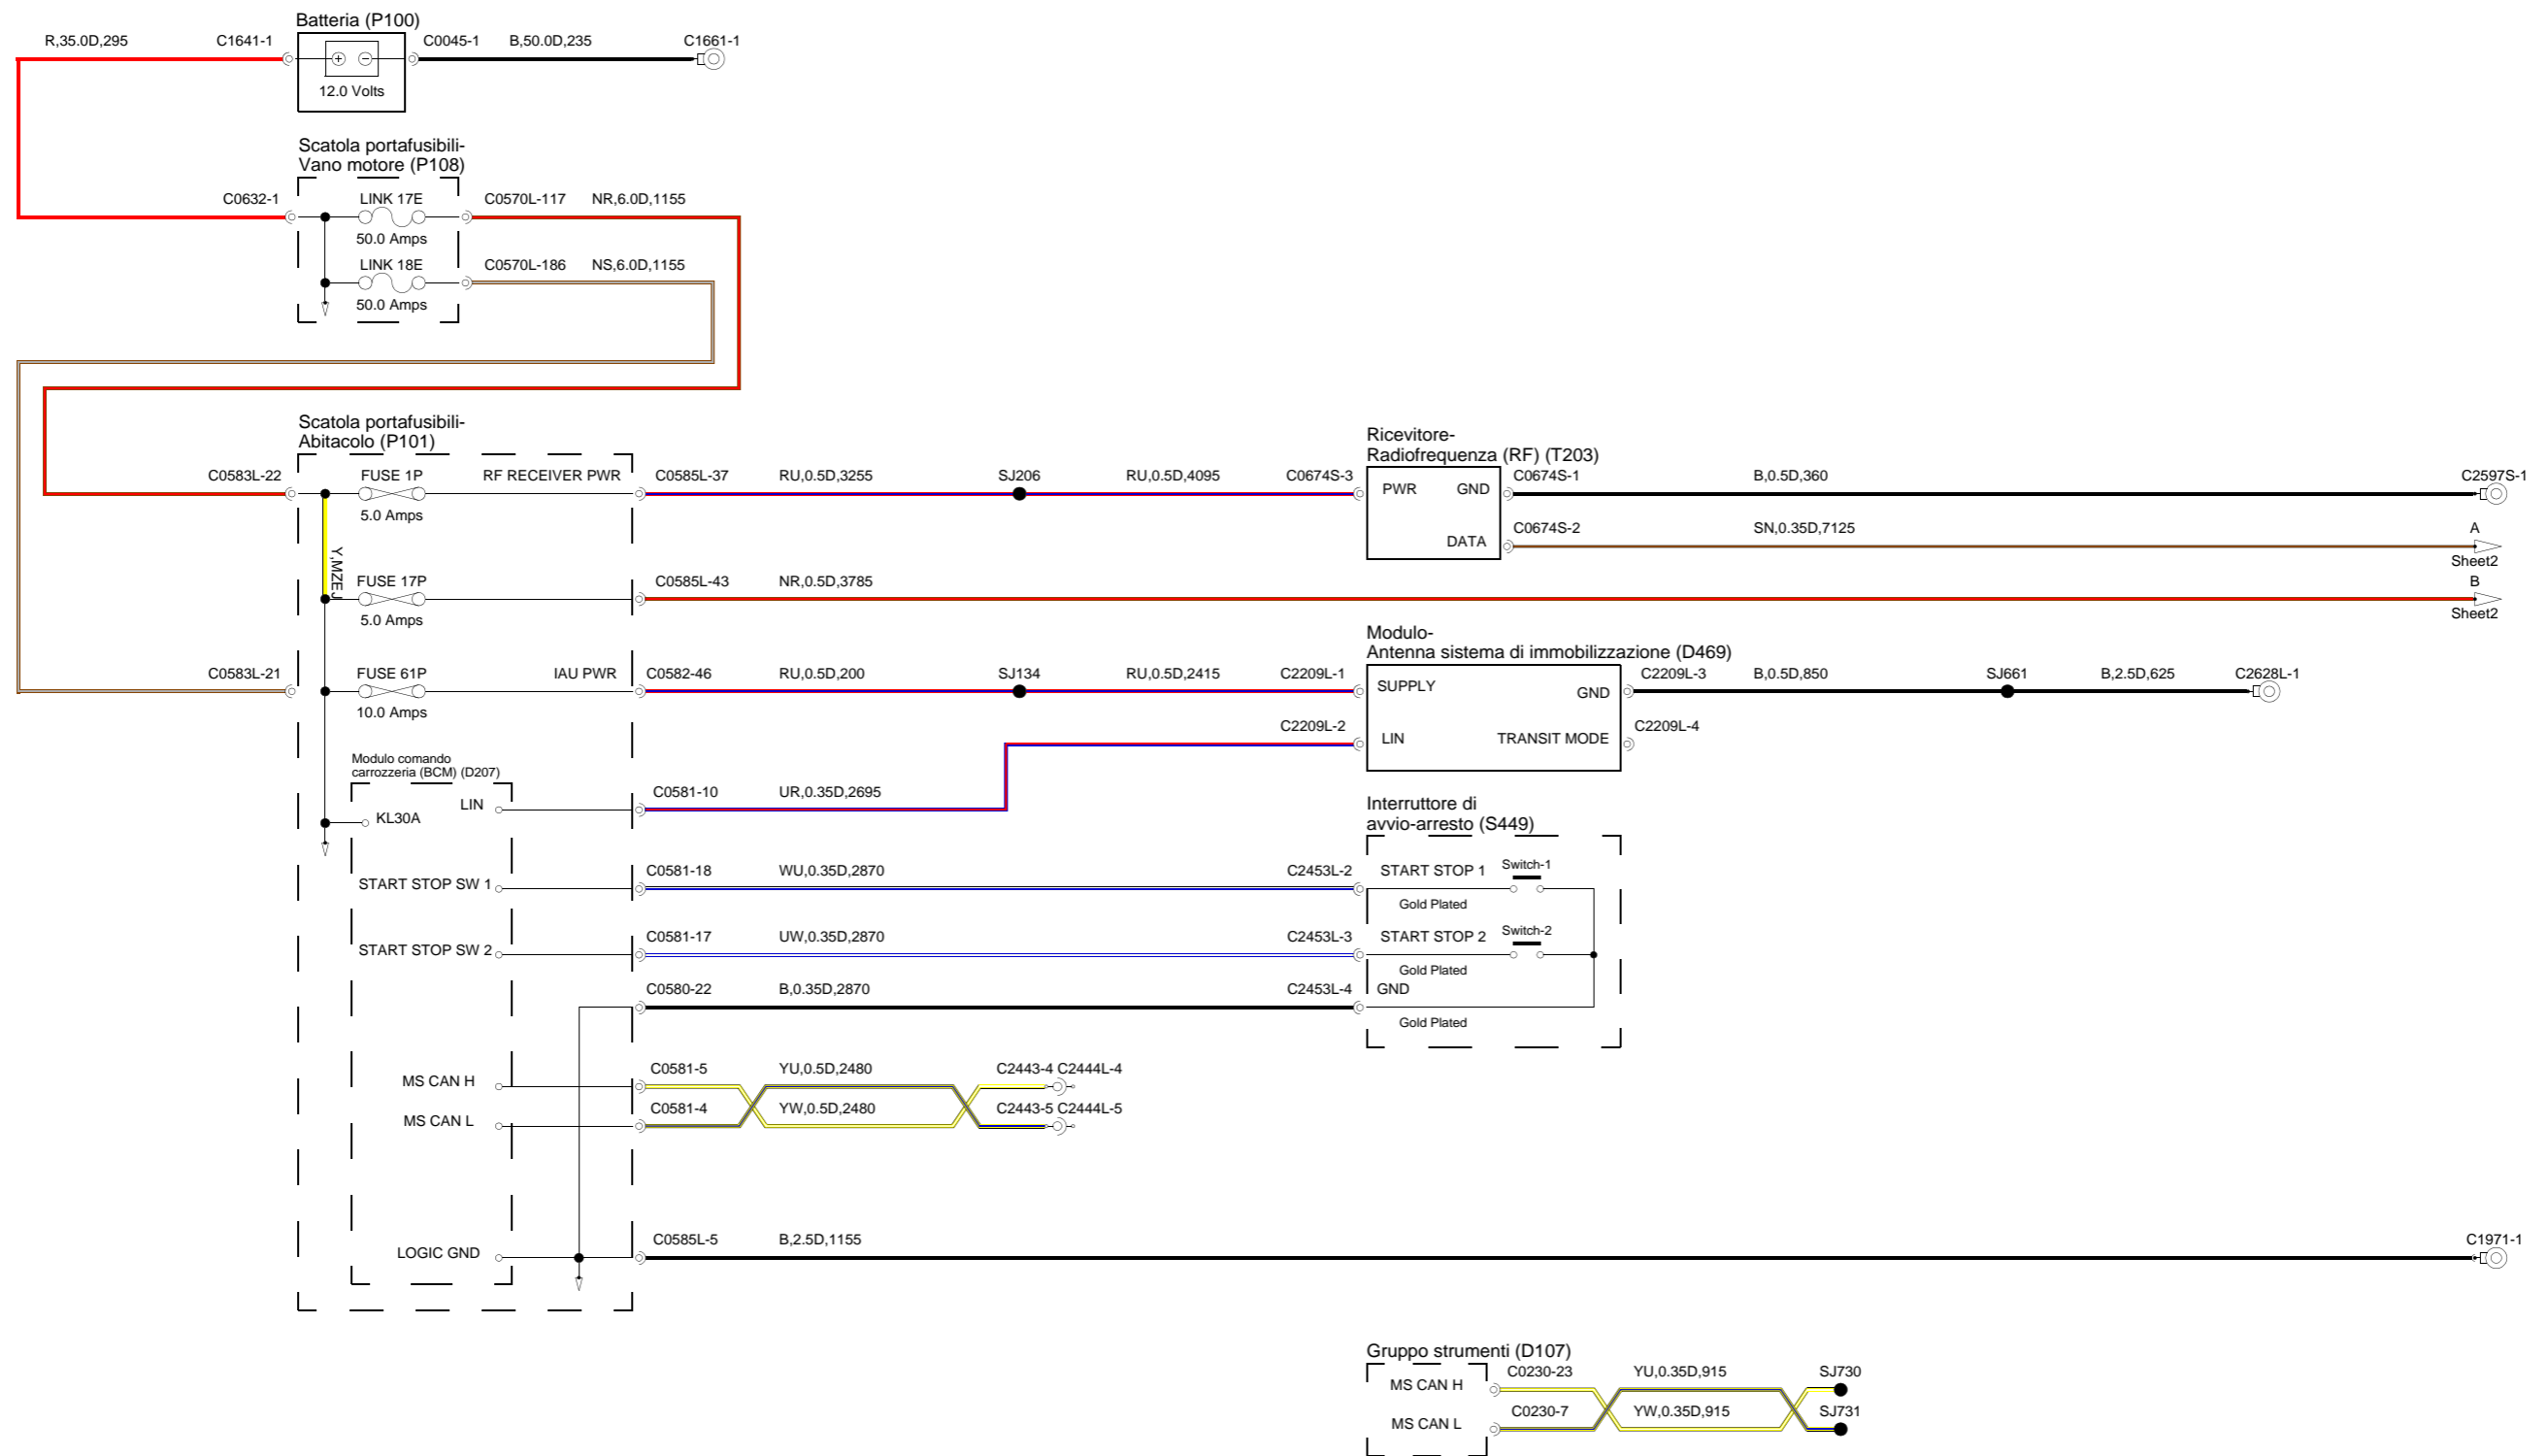 Batteria (P100)
R,35.0D,295
C1641-1
C0045-1
B,50.0D,235
C1661-1
12.0 Volts
Scatola portafusibili-
Vano motore (P108)
C0632-1
LINK 17E
C0570L-117
NR,6.0D,1155
50.0 Amps
LINK 18E
C0570L-186
NS,6.0D,1155
50.0 Amps
Scatola portafusibili-
Abitacolo (P101)
Ricevitore-
Radiofrequenza (RF) (T203)
C0583L-22
FUSE 1P
RF RECEIVER PWR
C0585L-37
RU,0.5D,3255
SJ206
RU,0.5D,4095
C0674S-3
PWR
GND
C0674S-1
B,0.5D,360
C2597S-1
5.0 Amps
DATA
C0674S-2
SN,0.35D,7125
A
Sheet2
Y,MZEJ
FUSE 17P
C0585L-43
NR,0.5D,3785
B
Sheet2
5.0 Amps
Modulo-
Antenna sistema di immobilizzazione (D469)
C0583L-21
FUSE 61P
IAU PWR
C0582-46
RU,0.5D,200
SJ134
RU,0.5D,2415
C2209L-1
SUPPLY
GND
C2209L-3
B,0.5D,850
SJ661
B,2.5D,625
C2628L-1
10.0 Amps
C2209L-2
LIN
TRANSIT MODE
C2209L-4
Modulo comando
carrozzeria (BCM) (D207)
LIN
C0581-10
UR,0.35D,2695
KL30A
Interruttore di
avvio-arresto (S449)
START STOP SW 1
C0581-18
WU,0.35D,2870
C2453L-2
START STOP 1
Switch-1
Gold Plated
START STOP SW 2
C0581-17
UW,0.35D,2870
C2453L-3
START STOP 2
Switch-2
Gold Plated
C0580-22
B,0.35D,2870
C2453L-4
GND
Gold Plated
MS CAN H
C0581-5
YU,0.5D,2480
C2443-4 C2444L-4
MS CAN L
C0581-4
YW,0.5D,2480
C2443-5 C2444L-5
LOGIC GND
C0585L-5
B,2.5D,1155
C1971-1
Gruppo strumenti (D107)
MS CAN H
C0230-23
YU,0.35D,915
SJ730
MS CAN L
C0230-7
YW,0.35D,915
SJ731